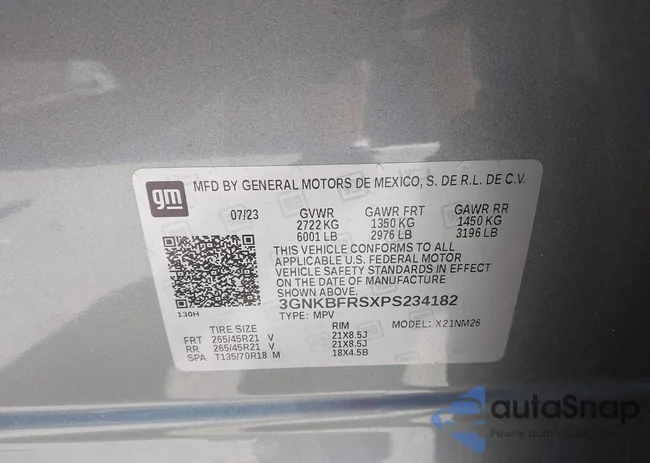 gm
MFD BY GENERAL MOTORS DE MEXICO, S. DE R.L. DE C.V.
07/23 GVWR GAWR FRT GAWR RR
2722 KG 1350 KG 1450 KG
6001 LB 2976 LB 3196 LB
THIS VEHICLE CONFORMS TO ALL
APPLICABLE U.S. FEDERAL MOTOR
VEHICLE SAFETY STANDARDS IN EFFECT
ON THE DATE OF MANUFACTURE
SHOWN ABOVE.
130H 3GNKBFRSXPS234182
TYPE: MPV MODEL: X21NM26
TIRE SIZE RIM
FRT 265/45R21 V 21X8.5J
RR 265/45R21 V 21X8.5J
SPA T135/70R18 M 18X4.5B
autoSnap
Pewne auto